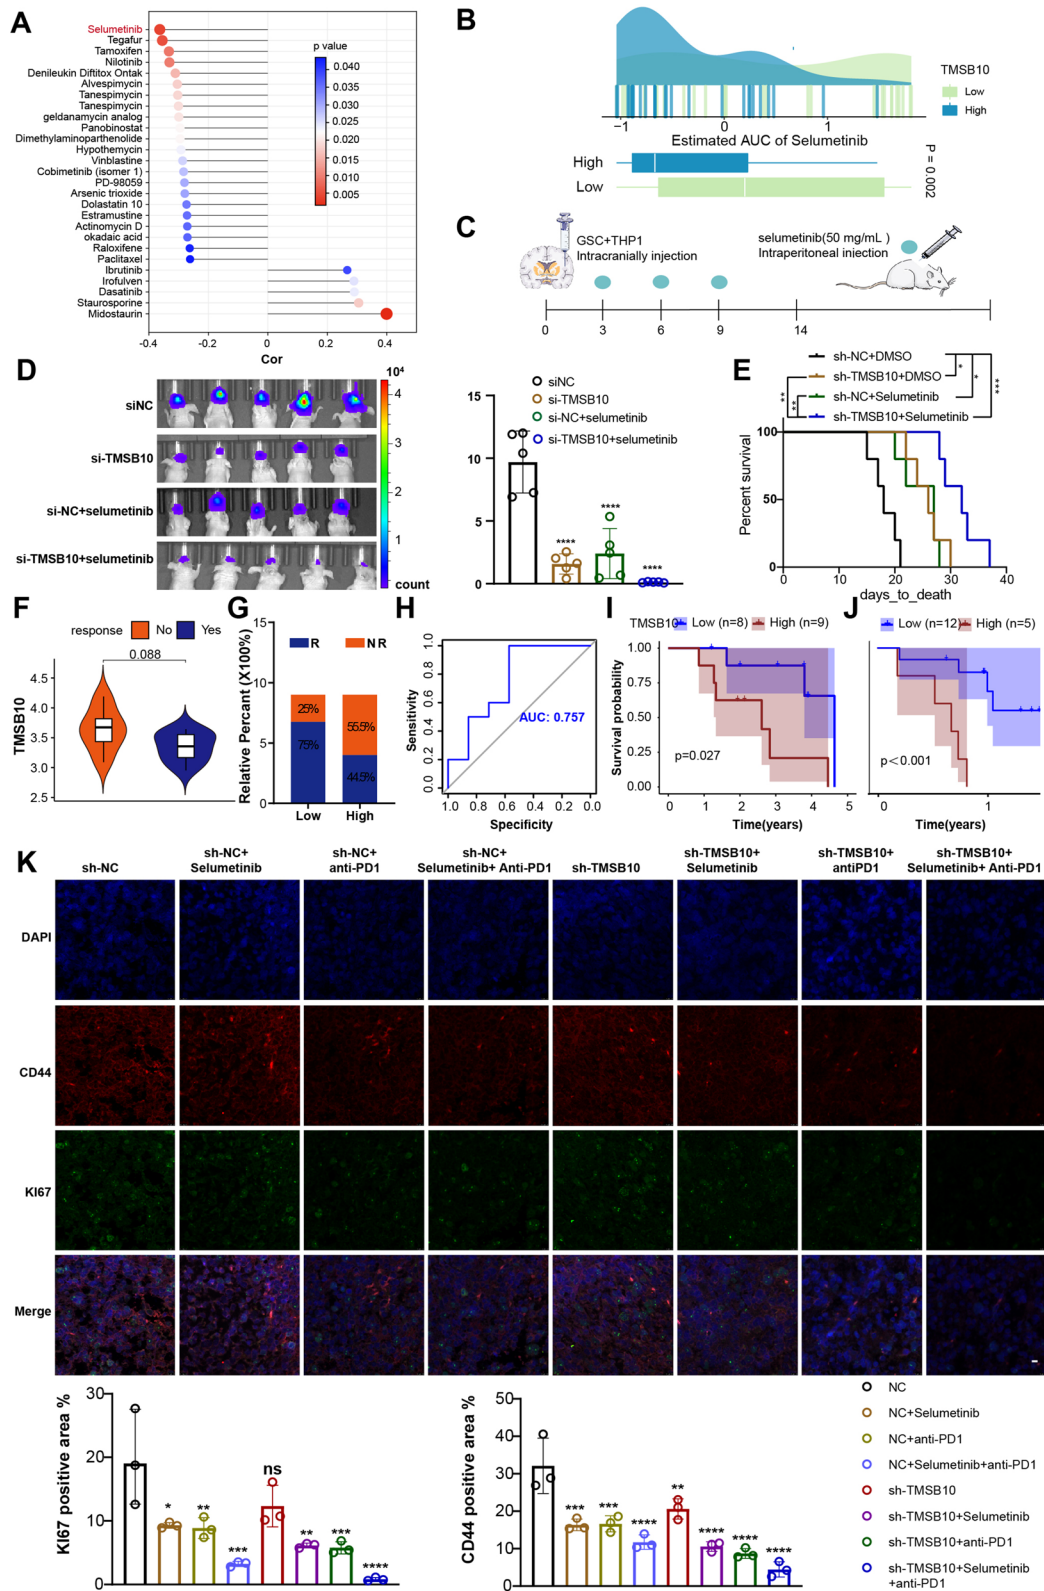 A
Selumetinib
Tegafur
Tamoxifen
Nilotinib
Denileukin Diftitox Ontak
Alvespimycin
Tanespimycin
Tanespimycin
geldanamycin analog
Panobinostat
Dimethylaminoparthenolide
Hypothemycin
Vinblastine
Cobimetinib (isomer 1)
PD-98059
Arsenic trioxide
Dolastatin 10
Estramustine
Actinomycin D
okadaic acid
Raloxifene
Paclitaxel
Ibrutinib
Irofulven
Dasatinib
Staurosporine
Midostaurin
-0.4 -0.2 0 0.2 0.4
Cor
p value
0.040
0.035
0.030
0.025
0.020
0.015
0.010
0.005
B
TMSB10
Low
High
-1 0 1
Estimated AUC of Selumetinib
High
Low
P = 0.002
C
GSC+THP1
Intracranially injection
selumetinib(50 mg/mL )
Intraperitoneal injection
0 3 6 9 14
D
siNC
si-TMSB10
si-NC+selumetinib
si-TMSB10+selumetinib
10⁴
4
3
2
1
count
15
10
5
0
siNC
si-TMSB10
si-NC+selumetinib
si-TMSB10+selumetinib
**** **** ****
E
sh-NC+DMSO
sh-TMSB10+DMSO
sh-NC+Selumetinib
sh-TMSB10+Selumetinib
** ** * * ***
Percent survival
100
50
0
0 10 20 30 40
days_to_death
F
response No Yes
0.088
TMSB10
4.5
4.0
3.5
3.0
2.5
G
Relative Percant (X100%)
15
10
5
0
R NR
25%
75%
55.5%
44.5%
Low High
H
Sensitivity
1.0
0.8
0.6
0.4
0.2
0.0
AUC: 0.757
1.0 0.8 0.6 0.4 0.2 0.0
Specificity
I
TMSB10 Low (n=8) High (n=9)
Survival probability
1.00
0.75
0.50
0.25
0.00
p=0.027
0 1 2 3 4 5
Time(years)
J
Low (n=12) High (n=5)
p<0.001
0 1
Time(years)
K
sh-NC
sh-NC+
Selumetinib
sh-NC+
anti-PD1
sh-NC+
Selumetinib+ Anti-PD1
sh-TMSB10
sh-TMSB10+
Selumetinib
sh-TMSB10+
antiPD1
sh-TMSB10+
Selumetinib+ Anti-PD1
DAPI
CD44
KI67
Merge
KI67 positive area %
30
20
10
0
* ** *** ns ** *** ****
CD44 positive area %
50
40
30
20
10
0
*** *** **** ** **** **** ****
NC
NC+Selumetinib
NC+anti-PD1
NC+Selumetinib+anti-PD1
sh-TMSB10
sh-TMSB10+Selumetinib
sh-TMSB10+anti-PD1
sh-TMSB10+Selumetinib
+anti-PD1